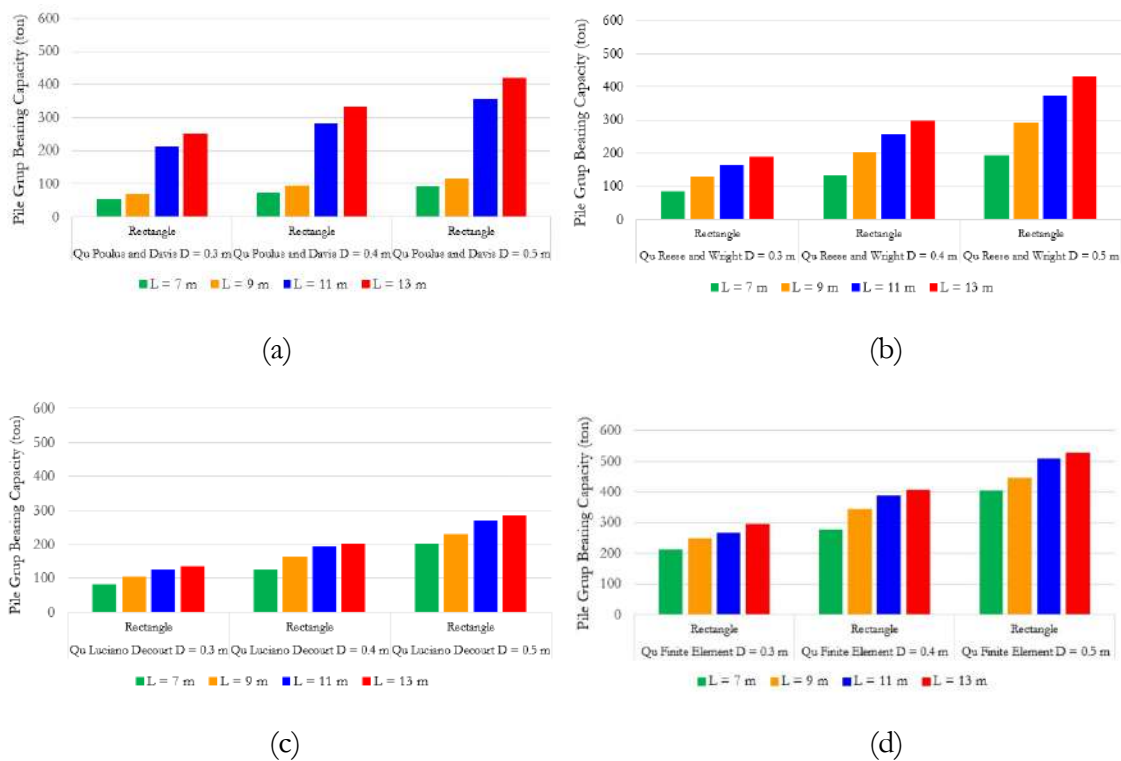 Pile Grup Bearing Capacity (ton)
600
500
400
300
200
100
0
Rectangle Rectangle Rectangle
Qu Poulus and Davis D = 0.3 m Qu Poulus and Davis D = 0.4 m Qu Poulus and Davis D = 0.5 m
L = 7 m L = 9 m L = 11 m L = 13 m
(a)
Pile Grup Bearing Capacity (ton)
600
500
400
300
200
100
0
Rectangle Rectangle Rectangle
Qu Reese and Wright D = 0.3 m Qu Reese and Wright D = 0.4 m Qu Reese and Wright D = 0.5 m
L = 7 m L = 9 m L = 11 m L = 13 m
(b)
Pile Grup Bearing Capacity (ton)
600
500
400
300
200
100
0
Rectangle Rectangle Rectangle
Qu Luciano Decourt D = 0.3 m Qu Luciano Decourt D = 0.4 m Qu Luciano Decourt D = 0.5 m
L = 7 m L = 9 m L = 11 m L = 13 m
(c)
Pile Grup Bearing Capacity (ton)
600
500
400
300
200
100
0
Rectangle Rectangle Rectangle
Qu Finite Element D = 0.3 m Qu Finite Element D = 0.4 m Qu Finite Element D = 0.5 m
L = 7 m L = 9 m L = 11 m L = 13 m
(d)